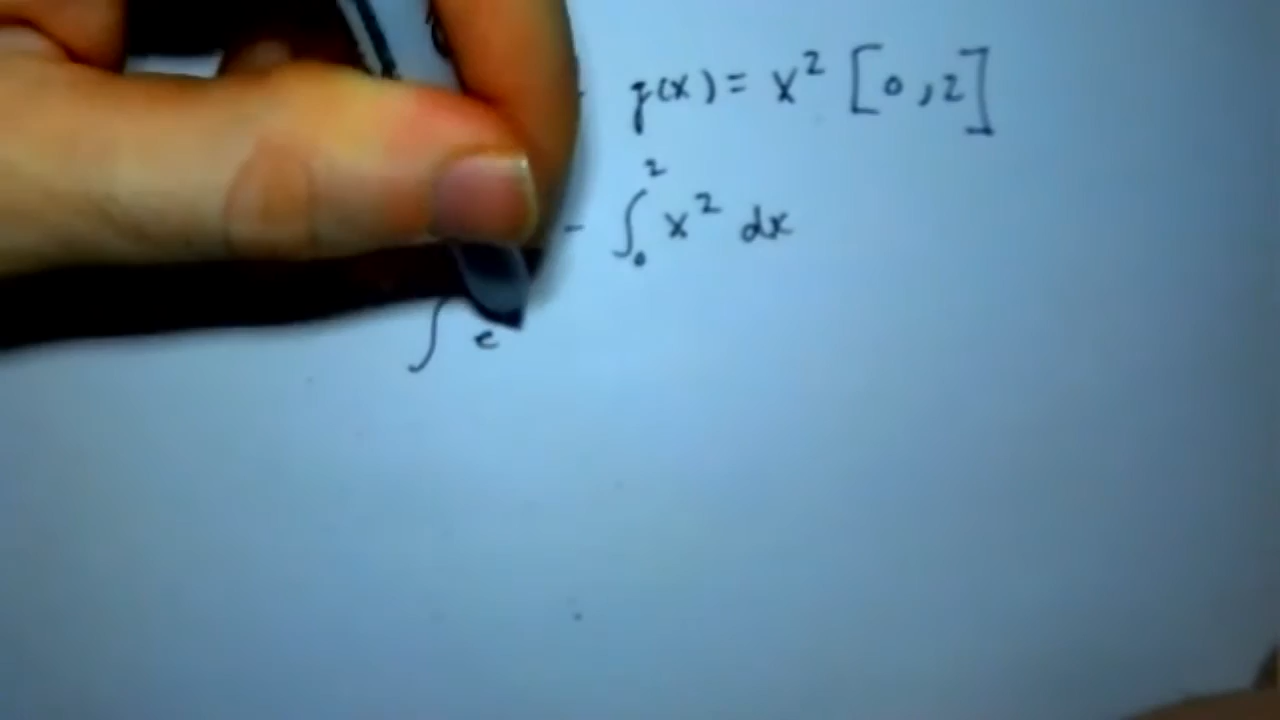 g(x) = x² [0,2]
- ∫₀² x² dx
∫ e